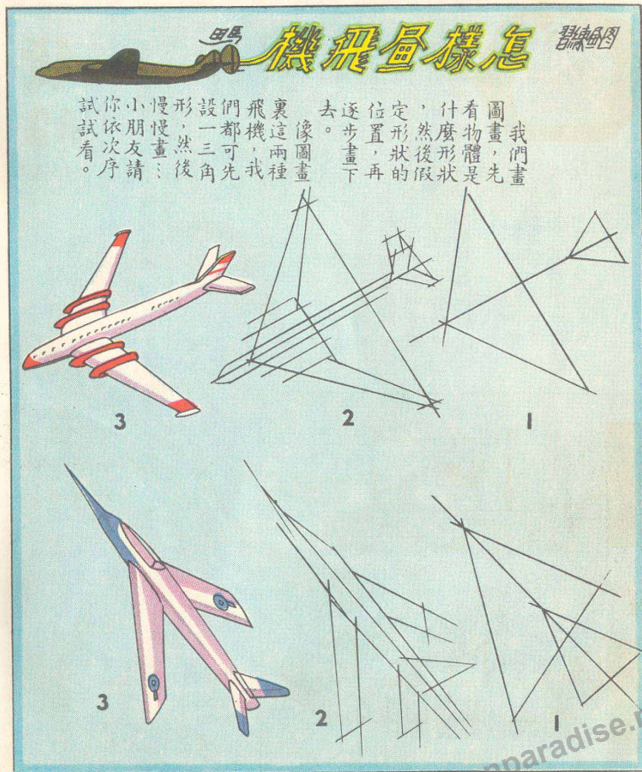 图畫練習
怎樣畫飛機
我們畫
圖畫,先
看物體是
什麼形狀
,然後假
定形狀的
位置,再
逐步畫下
去。
像圖畫
裏這兩種
飛機,我
們都可先
設一三角
形,然後
慢慢畫…
小朋友請
你依次序
試試看。
3
2
1
3
2
1
nparadise.